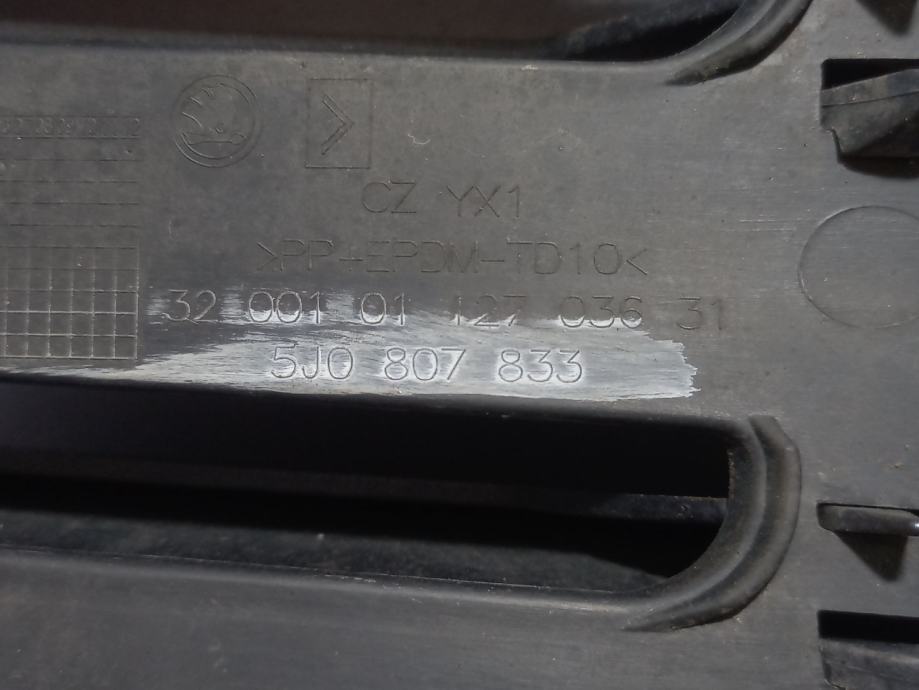 CZ YX1
>PP+EPDM-TD10<
32 001 01 127 036 31
5J0 807 833